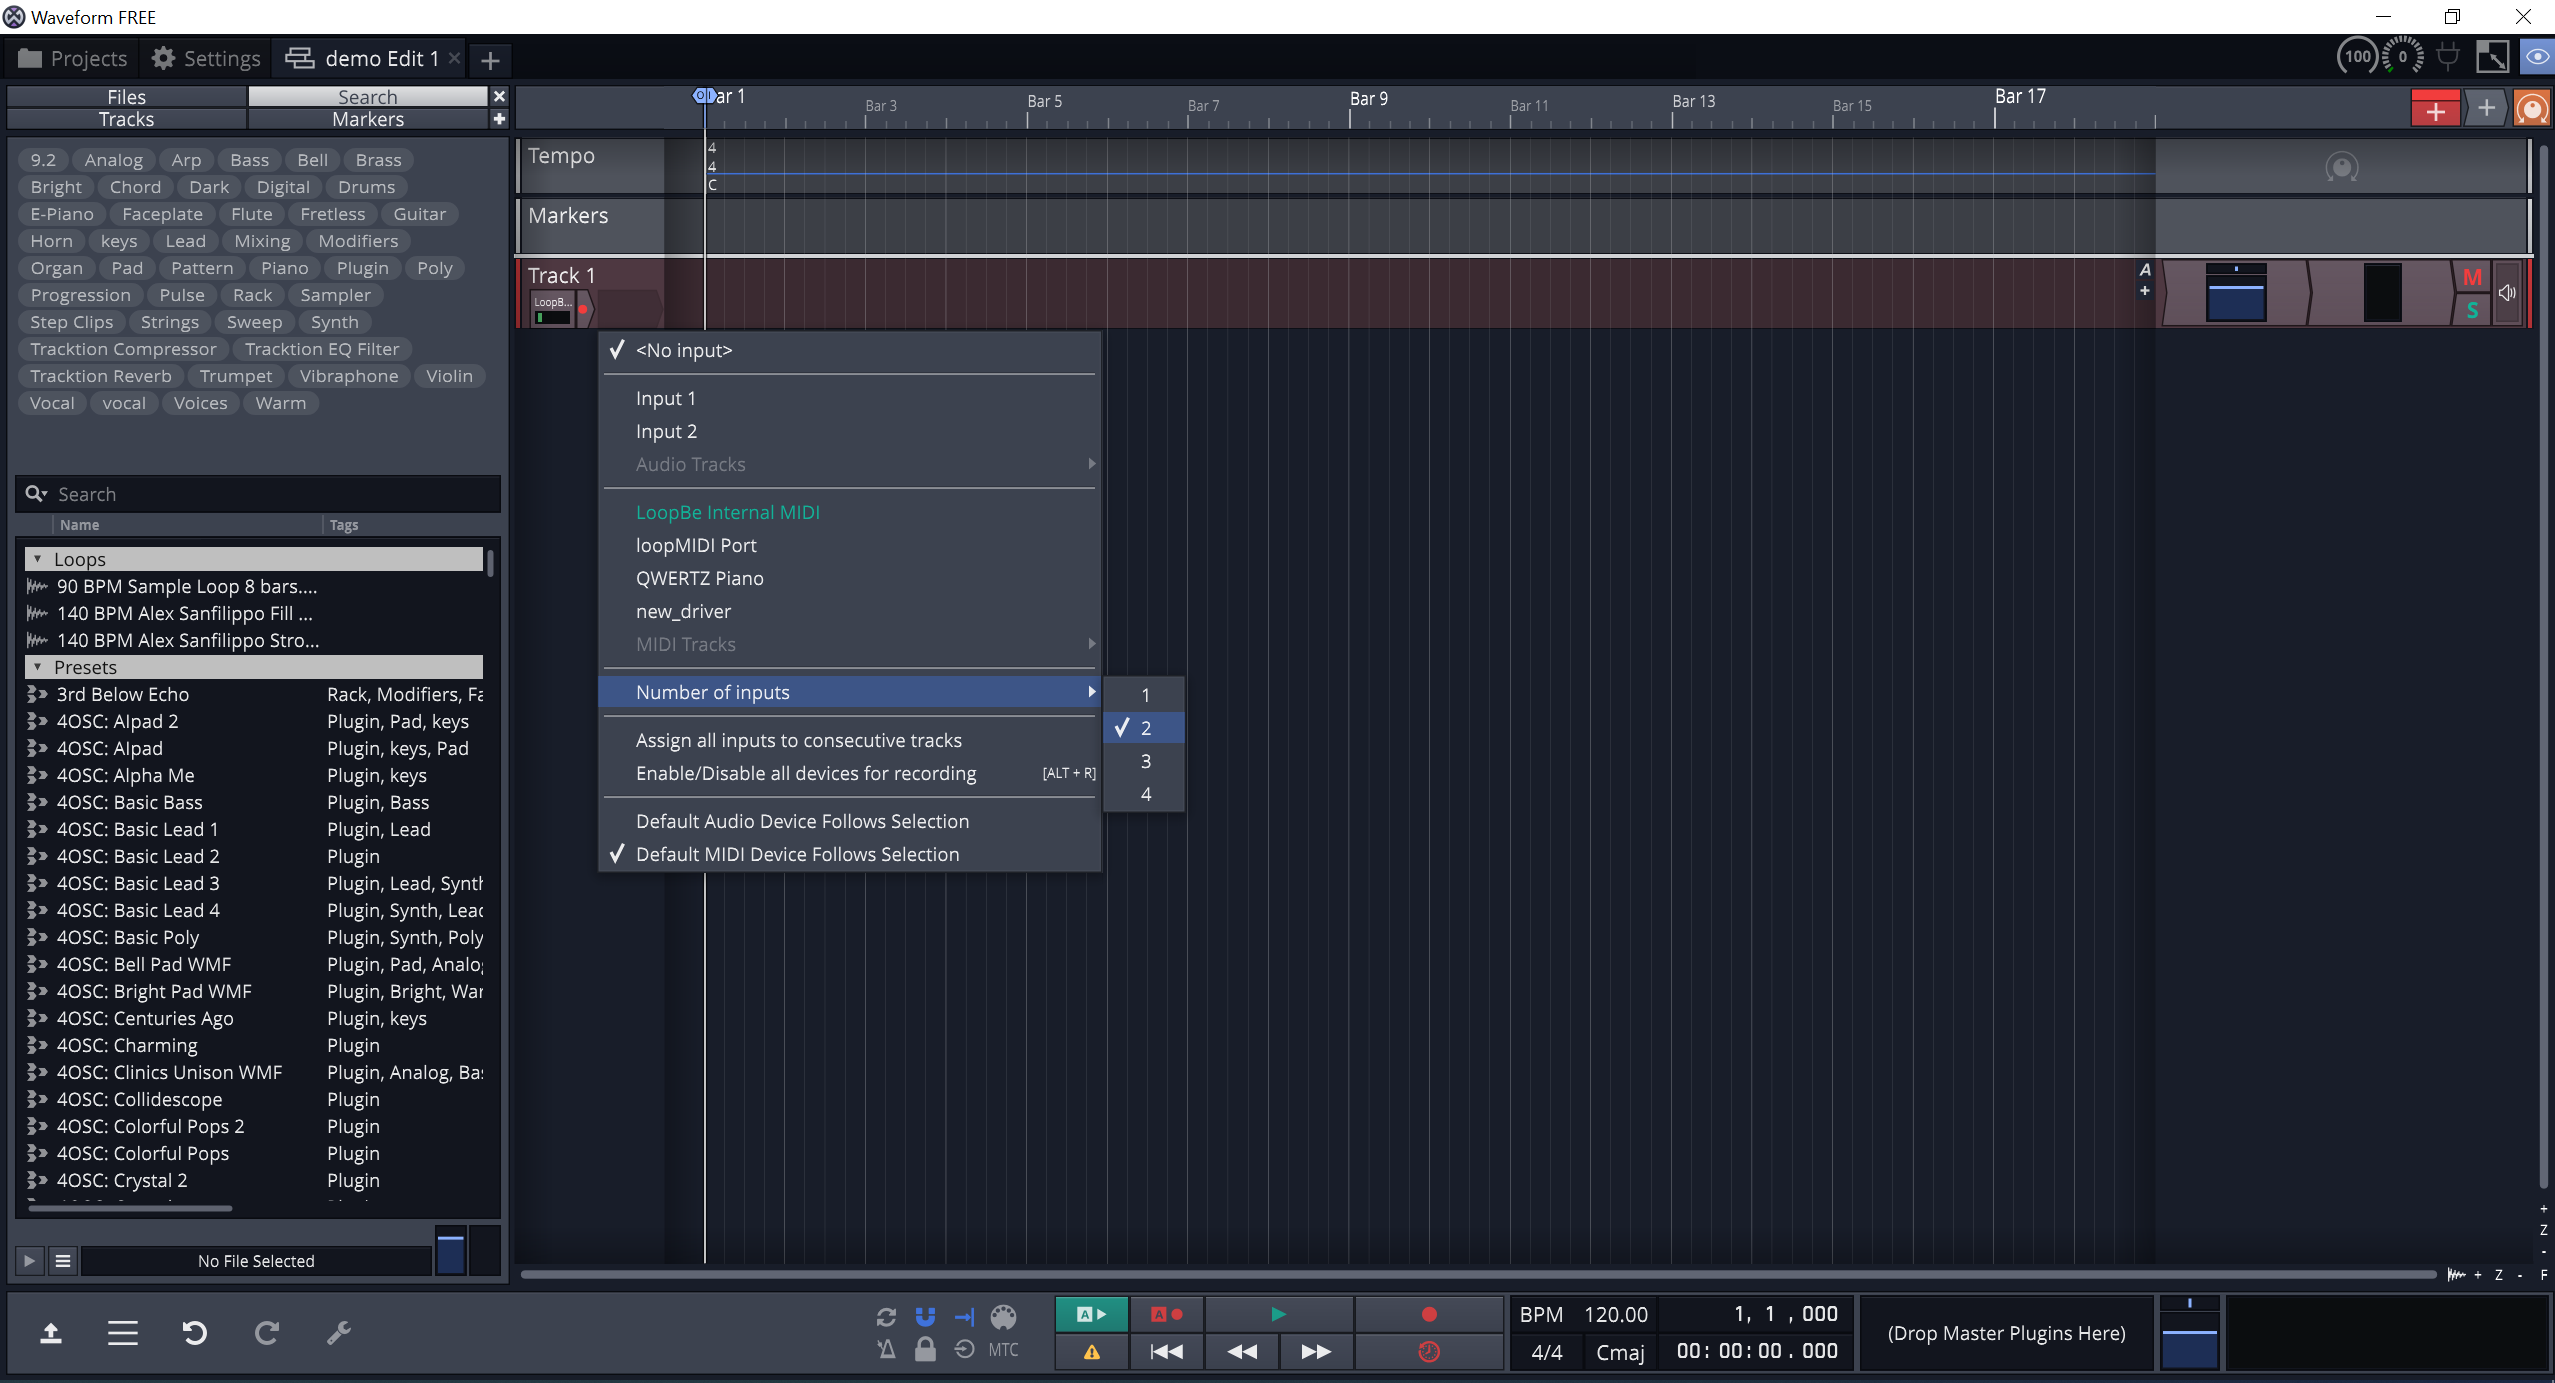 Waveform FREE
Projects Settings demo Edit 1
100 0
Files Search
Tracks Markers
9.2 Analog Arp Bass Bell Brass
Bright Chord Dark Digital Drums
E-Piano Faceplate Flute Fretless Guitar
Horn keys Lead Mixing Modifiers
Organ Pad Pattern Piano Plugin Poly
Progression Pulse Rack Sampler
Step Clips Strings Sweep Synth
Tracktion Compressor Tracktion EQ Filter
Tracktion Reverb Trumpet Vibraphone Violin
Vocal vocal Voices Warm
Search
Name Tags
Loops
90 BPM Sample Loop 8 bars....
140 BPM Alex Sanfilippo Fill ...
140 BPM Alex Sanfilippo Stro...
Presets
3rd Below Echo Rack, Modifiers, Fa
4OSC: AIpad 2 Plugin, Pad, keys
4OSC: AIpad Plugin, keys, Pad
4OSC: Alpha Me Plugin, keys
4OSC: Basic Bass Plugin, Bass
4OSC: Basic Lead 1 Plugin, Lead
4OSC: Basic Lead 2 Plugin
4OSC: Basic Lead 3 Plugin, Lead, Synth
4OSC: Basic Lead 4 Plugin, Synth, Lead
4OSC: Basic Poly Plugin, Synth, Poly
4OSC: Bell Pad WMF Plugin, Pad, Analog
4OSC: Bright Pad WMF Plugin, Bright, War
4OSC: Centuries Ago Plugin, keys
4OSC: Charming Plugin
4OSC: Clinics Unison WMF Plugin, Analog, Bas
4OSC: Collidescope Plugin
4OSC: Colorful Pops 2 Plugin
4OSC: Colorful Pops Plugin
4OSC: Crystal 2 Plugin
No File Selected
ar 1 Bar 3 Bar 5 Bar 7 Bar 9 Bar 11 Bar 13 Bar 15 Bar 17
Tempo
4
4
C
Markers
Track 1
LoopB...
A
M
S
<No input>
Input 1
Input 2
Audio Tracks
LoopBe Internal MIDI
loopMIDI Port
QWERTZ Piano
new_driver
MIDI Tracks
Number of inputs
1
2
3
4
Assign all inputs to consecutive tracks
Enable/Disable all devices for recording [ALT + R]
Default Audio Device Follows Selection
Default MIDI Device Follows Selection
+
Z
-
+ Z - F
MTC
A A
BPM 120.00 1, 1 , 000
4/4 Cmaj 00: 00: 00 . 000
(Drop Master Plugins Here)